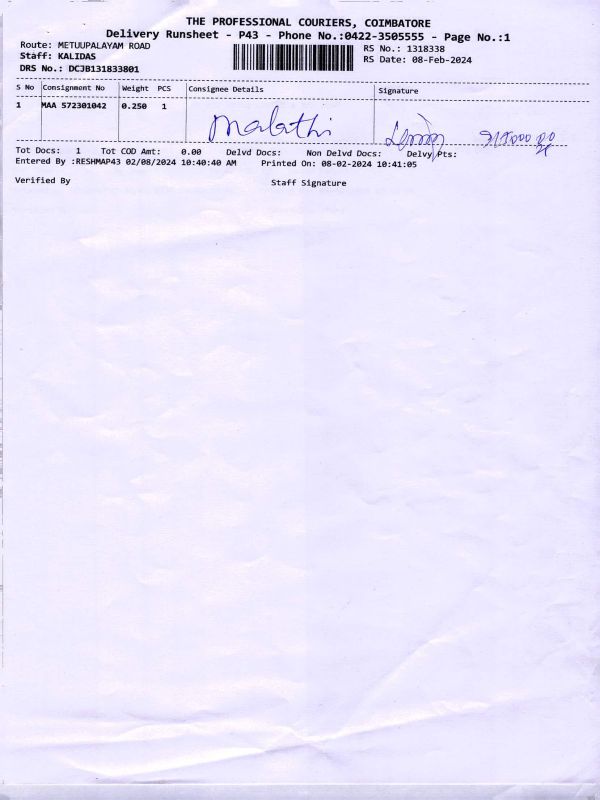 THE PROFESSIONAL COURIERS, COIMBATORE
Delivery Runsheet - P43 - Phone No.:0422-3505555 - Page No.:1
Route: METUUPALAYAM ROAD RS No.: 1318338
Staff: KALIDAS RS Date: 08-Feb-2024
DRS No.: DCJB131833801
S No Consignment No Weight PCS Consignee Details Signature
1 MAA 572301042 0.250 1
Malathi
Tot Docs: 1 Tot COD Amt: 0.00 Delvd Docs: Non Delvd Docs: Delvy Pts:
Entered By :RESHMAP43 02/08/2024 10:40:40 AM Printed On: 08-02-2024 10:41:05
Verified By Staff Signature